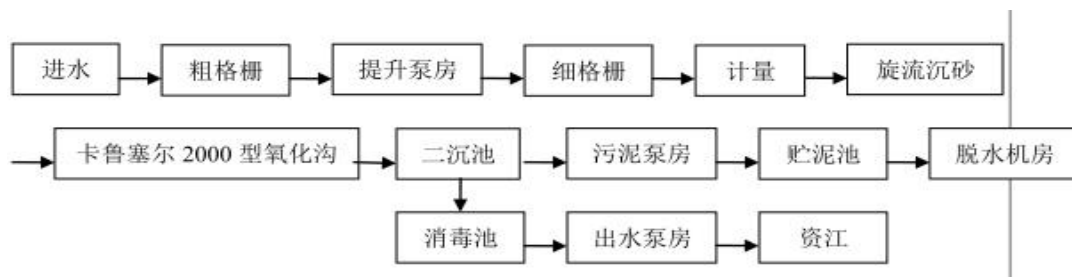 进水 粗格栅 提升泵房 细格栅 计量 旋流沉砂
卡鲁塞尔 2000 型氧化沟 二沉池 污泥泵房 贮泥池 脱水机房
消毒池 出水泵房 资江